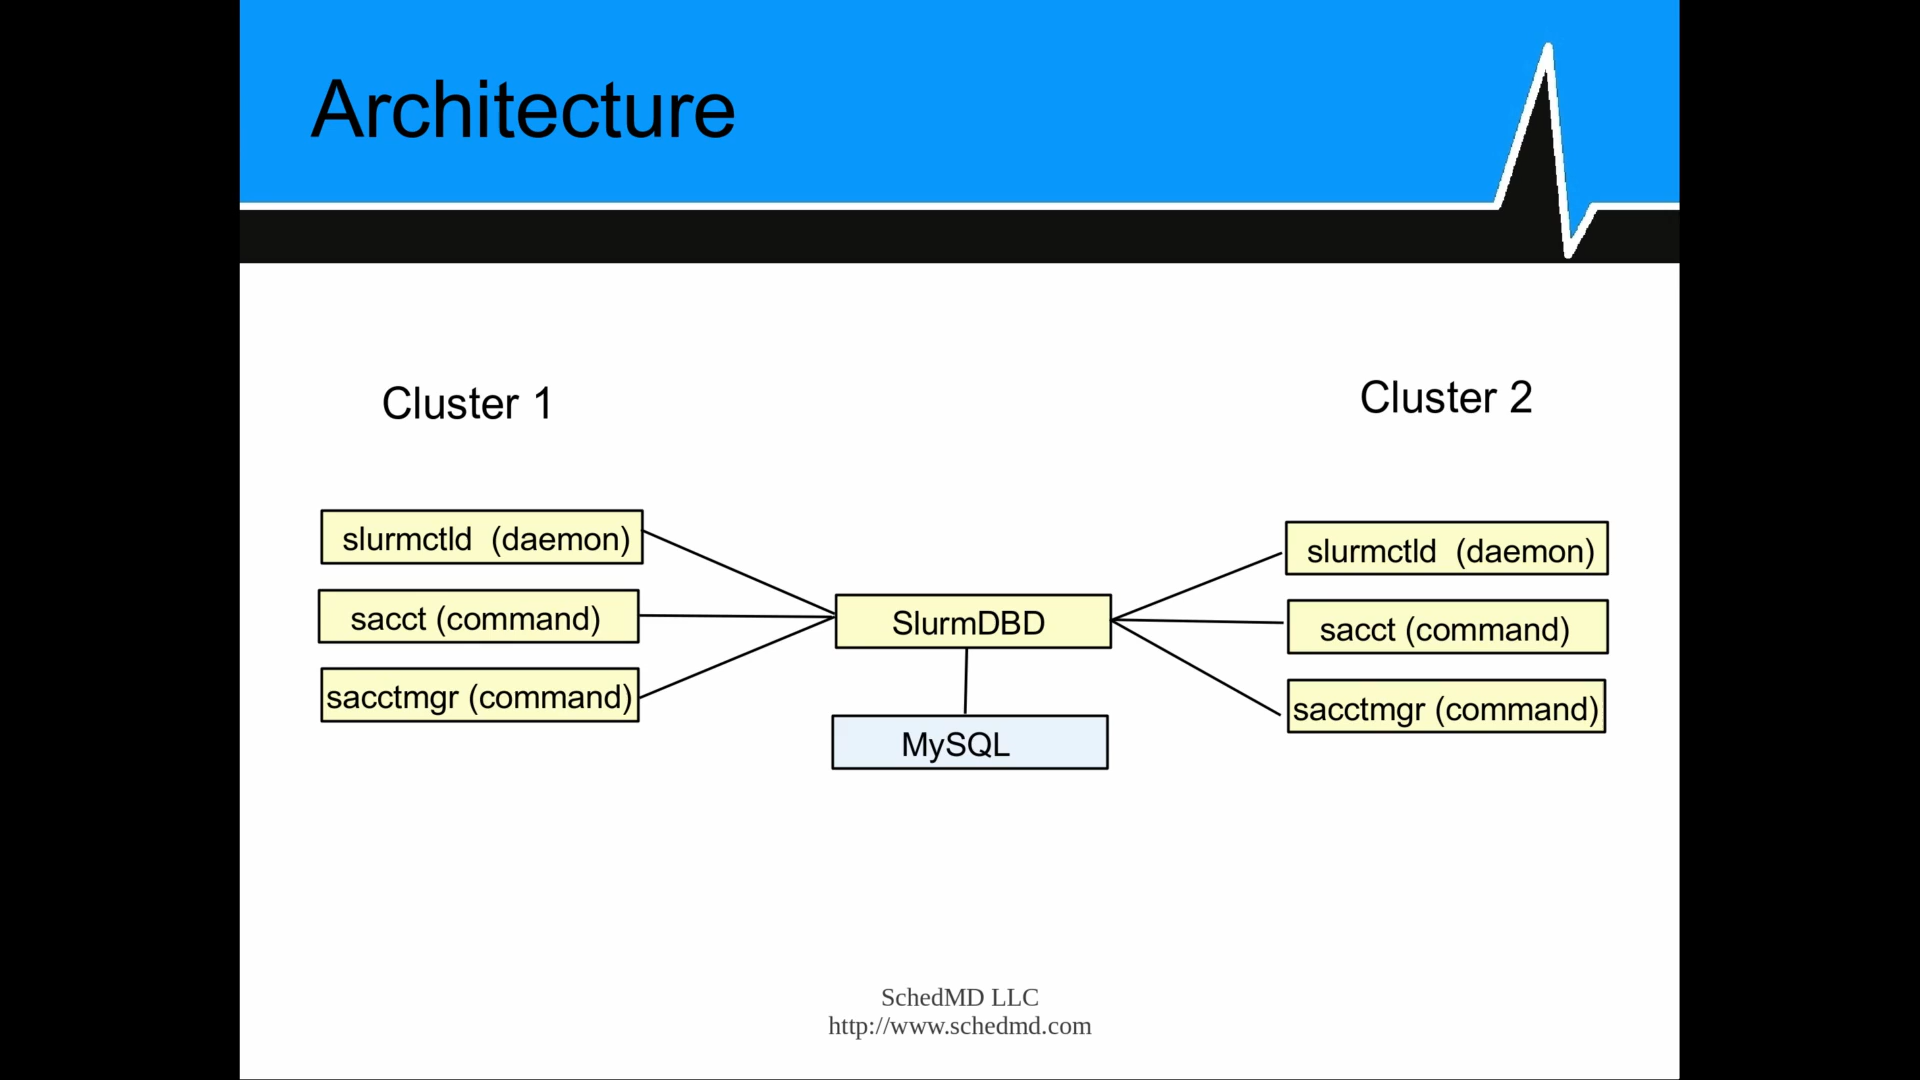 Architecture
Cluster 1
Cluster 2
slurmctld (daemon)
sacct (command)
sacctmgr (command)
SlurmDBD
MySQL
slurmctld (daemon)
sacct (command)
sacctmgr (command)
SchedMD LLC
http://www.schedmd.com